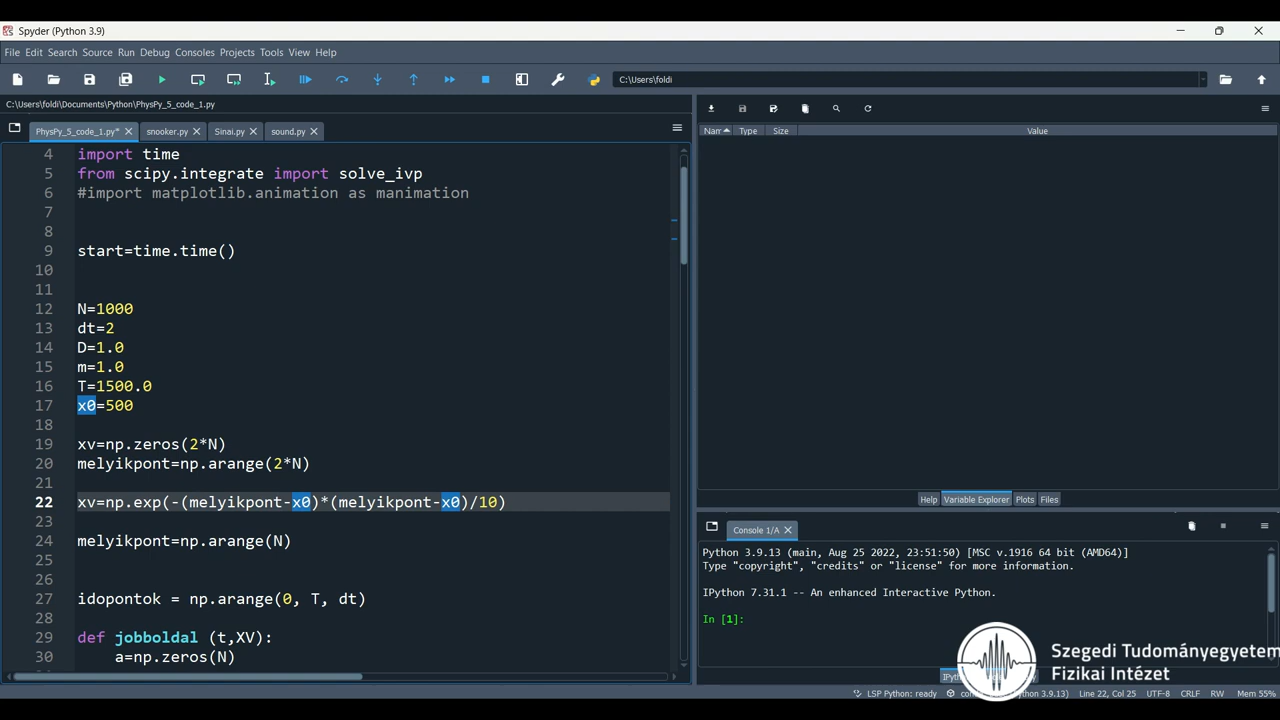 Spyder (Python 3.9)
File Edit Search Source Run Debug Consoles Projects Tools View Help
C:\Users\foldi
C:\Users\foldi\Documents\Python\PhysPy_5_code_1.py
PhysPy_5_code_1.py* snooker.py Sinai.py sound.py
4 import time
5 from scipy.integrate import solve_ivp
6 #import matplotlib.animation as manimation
7
8
9 start=time.time()
10
11
12 N=1000
13 dt=2
14 D=1.0
15 m=1.0
16 T=1500.0
17 x0=500
18
19 xv=np.zeros(2*N)
20 melyikpont=np.arange(2*N)
21
22 xv=np.exp(-(melyikpont-x0)*(melyikpont-x0)/10)
23
24 melyikpont=np.arange(N)
25
26
27 idopontok = np.arange(0, T, dt)
28
29 def jobboldal (t,XV):
30 a=np.zeros(N)
Nam Type Size Value
Help Variable Explorer Plots Files
Console 1/A
Python 3.9.13 (main, Aug 25 2022, 23:51:50) [MSC v.1916 64 bit (AMD64)]
Type "copyright", "credits" or "license" for more information.
IPython 7.31.1 -- An enhanced Interactive Python.
In [1]:
Szegedi Tudományegyetem
Fizikai Intézet
LSP Python: ready Python 3.9.13) Line 22, Col 25 UTF-8 CRLF RW Mem 55%